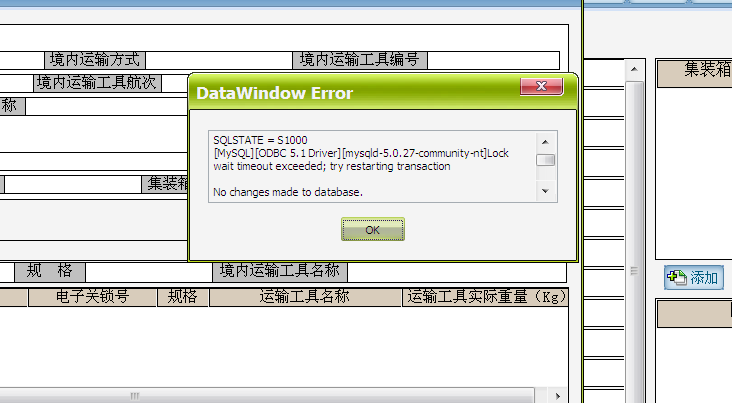 境内运输方式
境内运输工具编号
境内运输工具航次
称
集装箱
DataWindow Error
SQLSTATE = S1000
[MySQL][ODBC 5.1 Driver][mysqld-5.0.27-community-nt]Lock
wait timeout exceeded; try restarting transaction
No changes made to database.
OK
集装箱
规 格
境内运输工具名称
添加
电子关锁号
规格
运输工具名称
运输工具实际重量（Kg）